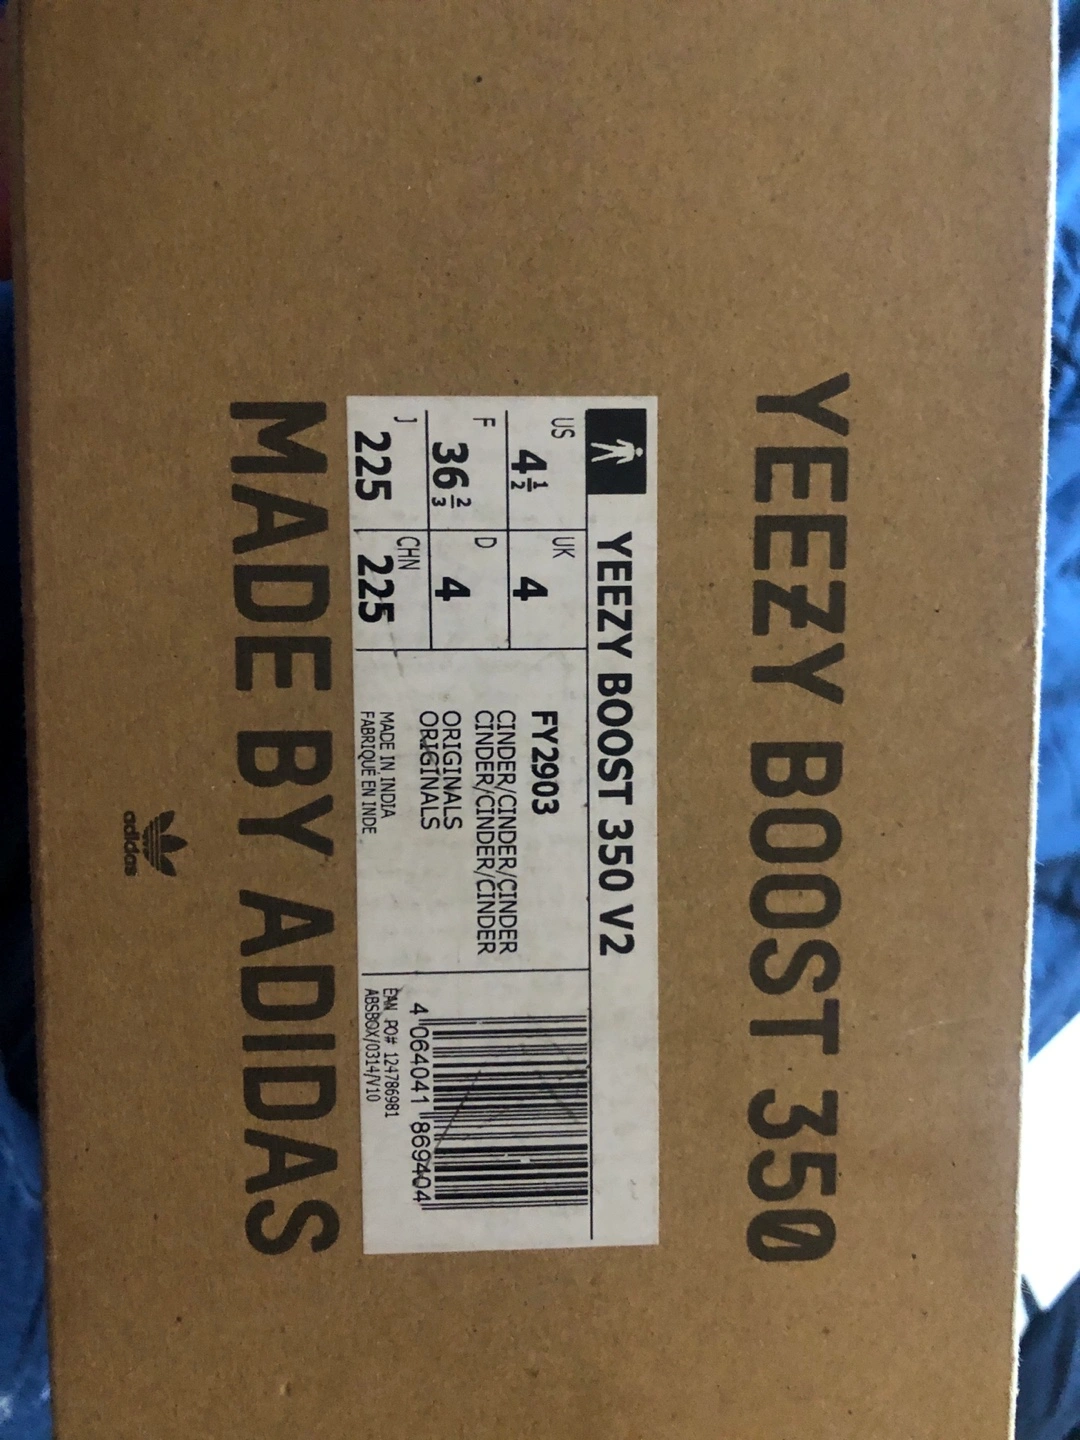 YEEZY BOOST 350
YEEZY BOOST 350 V2
US
4½
UK
4
F
36⅔
D
4
J
225
CHN
225
FY2903
CINDER/CINDER/CINDER
CINDER/CINDER/CINDER
ORIGINALS
ORIGINALS
MADE IN INDIA
FABRIQUÉ EN INDE
4 064041 869404
EAN PO# 124786981
ABSBOX/0314/V10
MADE BY ADIDAS
adidas